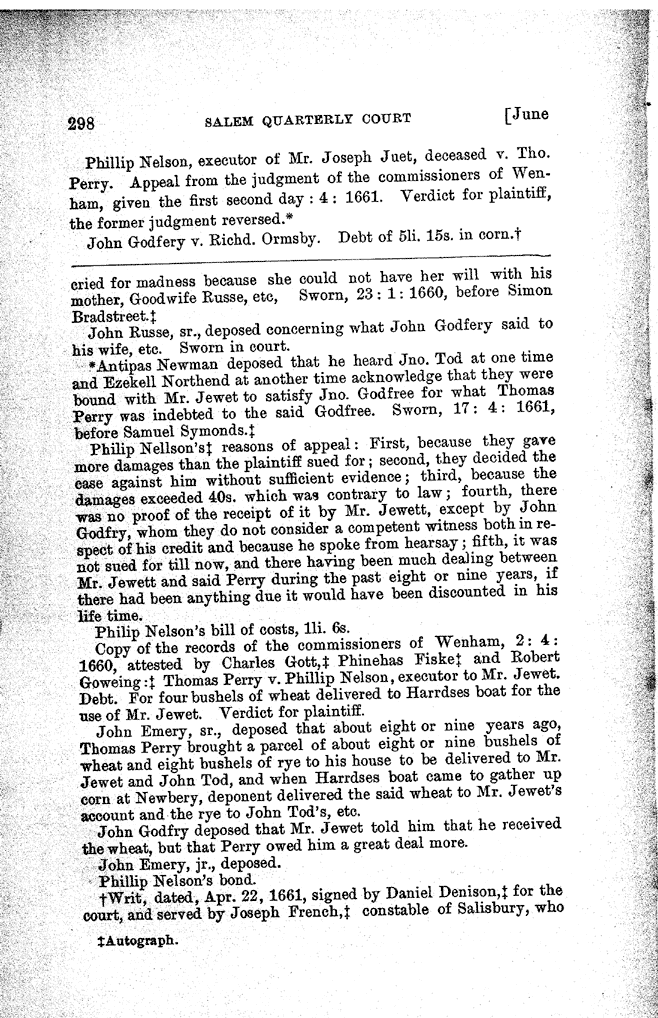 298 SALEM QUARTERLY COURT [June
Phillip Nelson, executor of Mr. Joseph Juet, deceased v. Tho.
Perry. Appeal from the judgment of the commissioners of Wen-
ham, given the first second day : 4 : 1661. Verdict for plaintiff,
the former judgment reversed.*
John Godfery v. Richd. Ormsby. Debt of 5li. 15s. in corn.†
cried for madness because she could not have her will with his
mother, Goodwife Russe, etc, Sworn, 23 : 1 : 1660, before Simon
Bradstreet.‡
John Russe, sr., deposed concerning what John Godfery said to
his wife, etc. Sworn in court.
*Antipas Newman deposed that he heard Jno. Tod at one time
and Ezekell Northend at another time acknowledge that they were
bound with Mr. Jewet to satisfy Jno. Godfree for what Thomas
Perry was indebted to the said Godfree. Sworn, 17 : 4 : 1661,
before Samuel Symonds.‡
Philip Nellson's‡ reasons of appeal : First, because they gave
more damages than the plaintiff sued for ; second, they decided the
case against him without sufficient evidence ; third, because the
damages exceeded 40s. which was contrary to law ; fourth, there
was no proof of the receipt of it by Mr. Jewett, except by John
Godfry, whom they do not consider a competent witness both in re-
spect of his credit and because he spoke from hearsay ; fifth, it was
not sued for till now, and there having been much dealing between
Mr. Jewett and said Perry during the past eight or nine years, if
there had been anything due it would have been discounted in his
life time.
Philip Nelson's bill of costs, 1li. 6s.
Copy of the records of the commissioners of Wenham, 2 : 4 :
1660, attested by Charles Gott,‡ Phinehas Fiske‡ and Robert
Goweing :‡ Thomas Perry v. Phillip Nelson, executor to Mr. Jewet.
Debt. For four bushels of wheat delivered to Harrdses boat for the
use of Mr. Jewet. Verdict for plaintiff.
John Emery, sr., deposed that about eight or nine years ago,
Thomas Perry brought a parcel of about eight or nine bushels of
wheat and eight bushels of rye to his house to be delivered to Mr.
Jewet and John Tod, and when Harrdses boat came to gather up
corn at Newbery, deponent delivered the said wheat to Mr. Jewet's
account and the rye to John Tod's, etc.
John Godfry deposed that Mr. Jewet told him that he received
the wheat, but that Perry owed him a great deal more.
John Emery, jr., deposed.
Phillip Nelson's bond.
†Writ, dated, Apr. 22, 1661, signed by Daniel Denison,‡ for the
court, and served by Joseph French,‡ constable of Salisbury, who
‡Autograph.